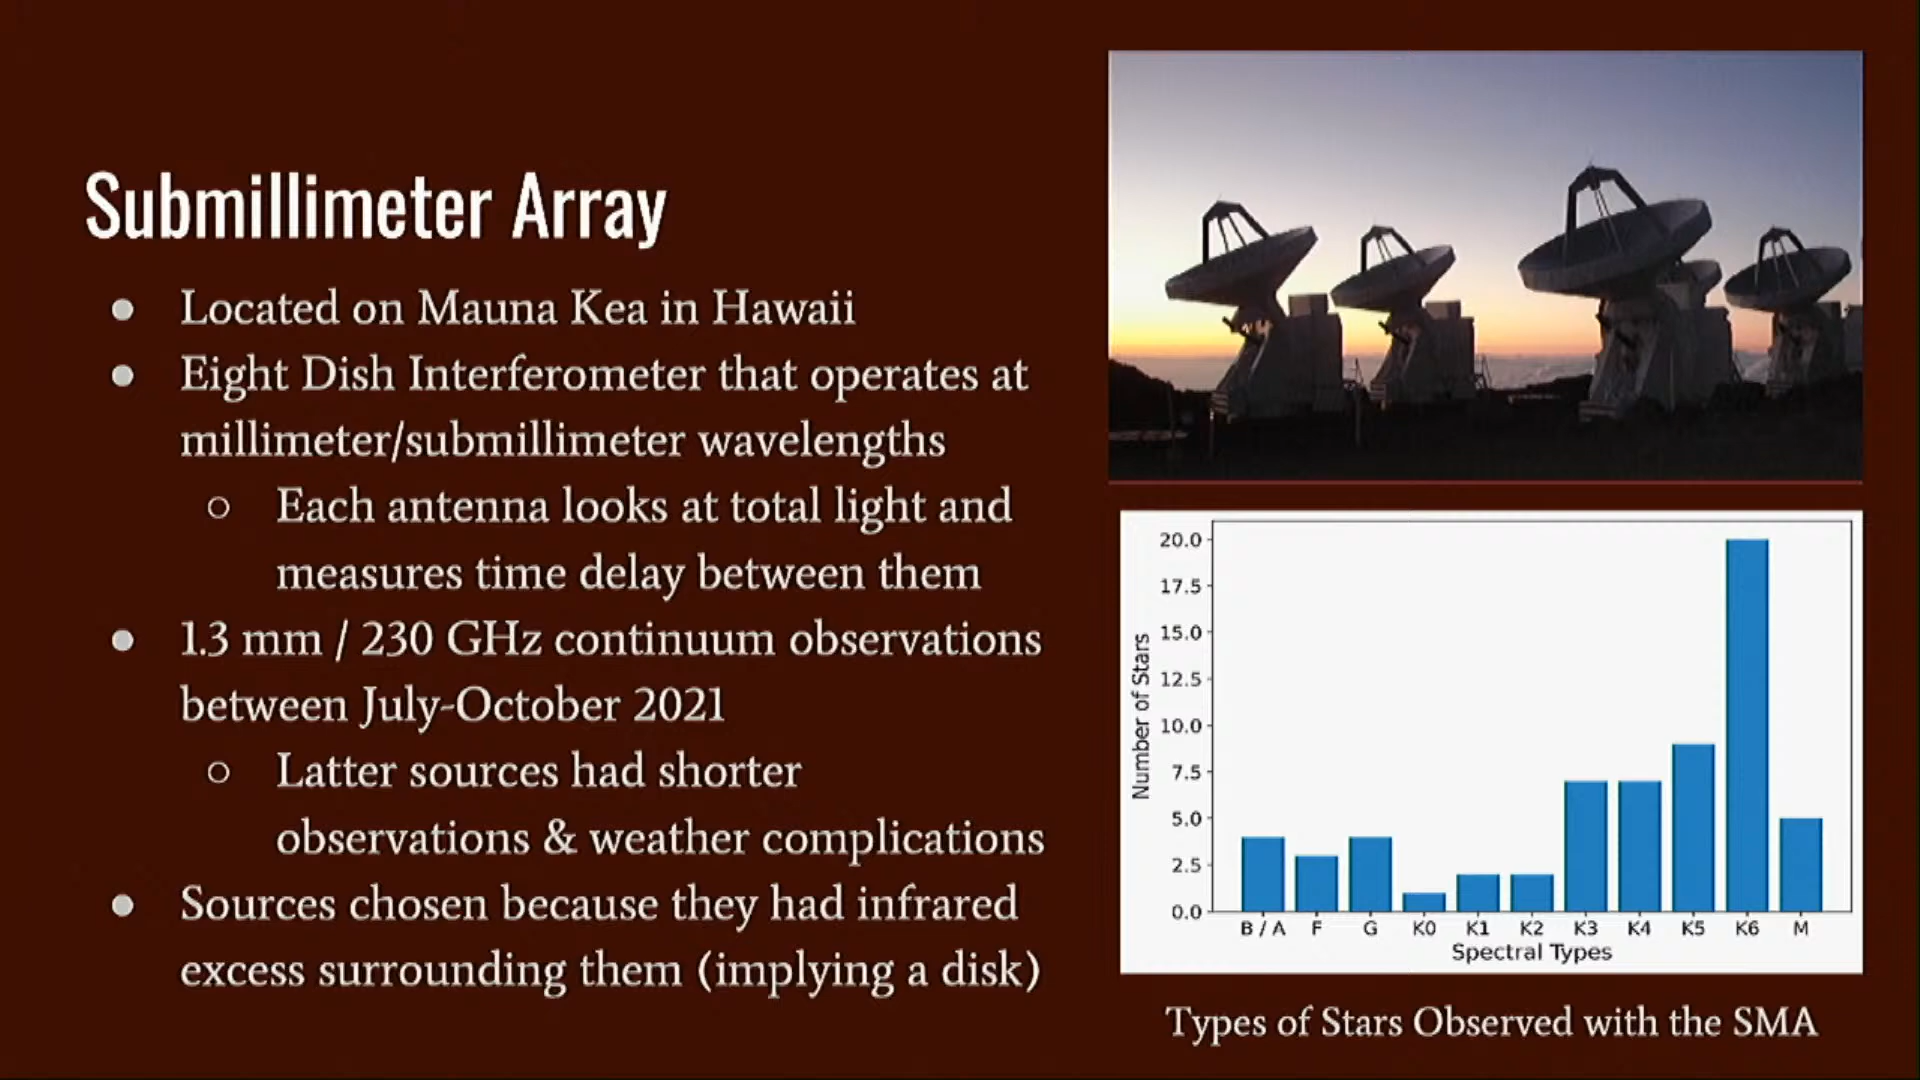 Submillimeter Array
● Located on Mauna Kea in Hawaii
● Eight Dish Interferometer that operates at
millimeter/submillimeter wavelengths
○ Each antenna looks at total light and
measures time delay between them
● 1.3 mm / 230 GHz continuum observations
between July-October 2021
○ Latter sources had shorter
observations & weather complications
● Sources chosen because they had infrared
excess surrounding them (implying a disk)
Number of Stars
20.0
17.5
15.0
12.5
10.0
7.5
5.0
2.5
0.0
B / A F G K0 K1 K2 K3 K4 K5 K6 M
Spectral Types
Types of Stars Observed with the SMA